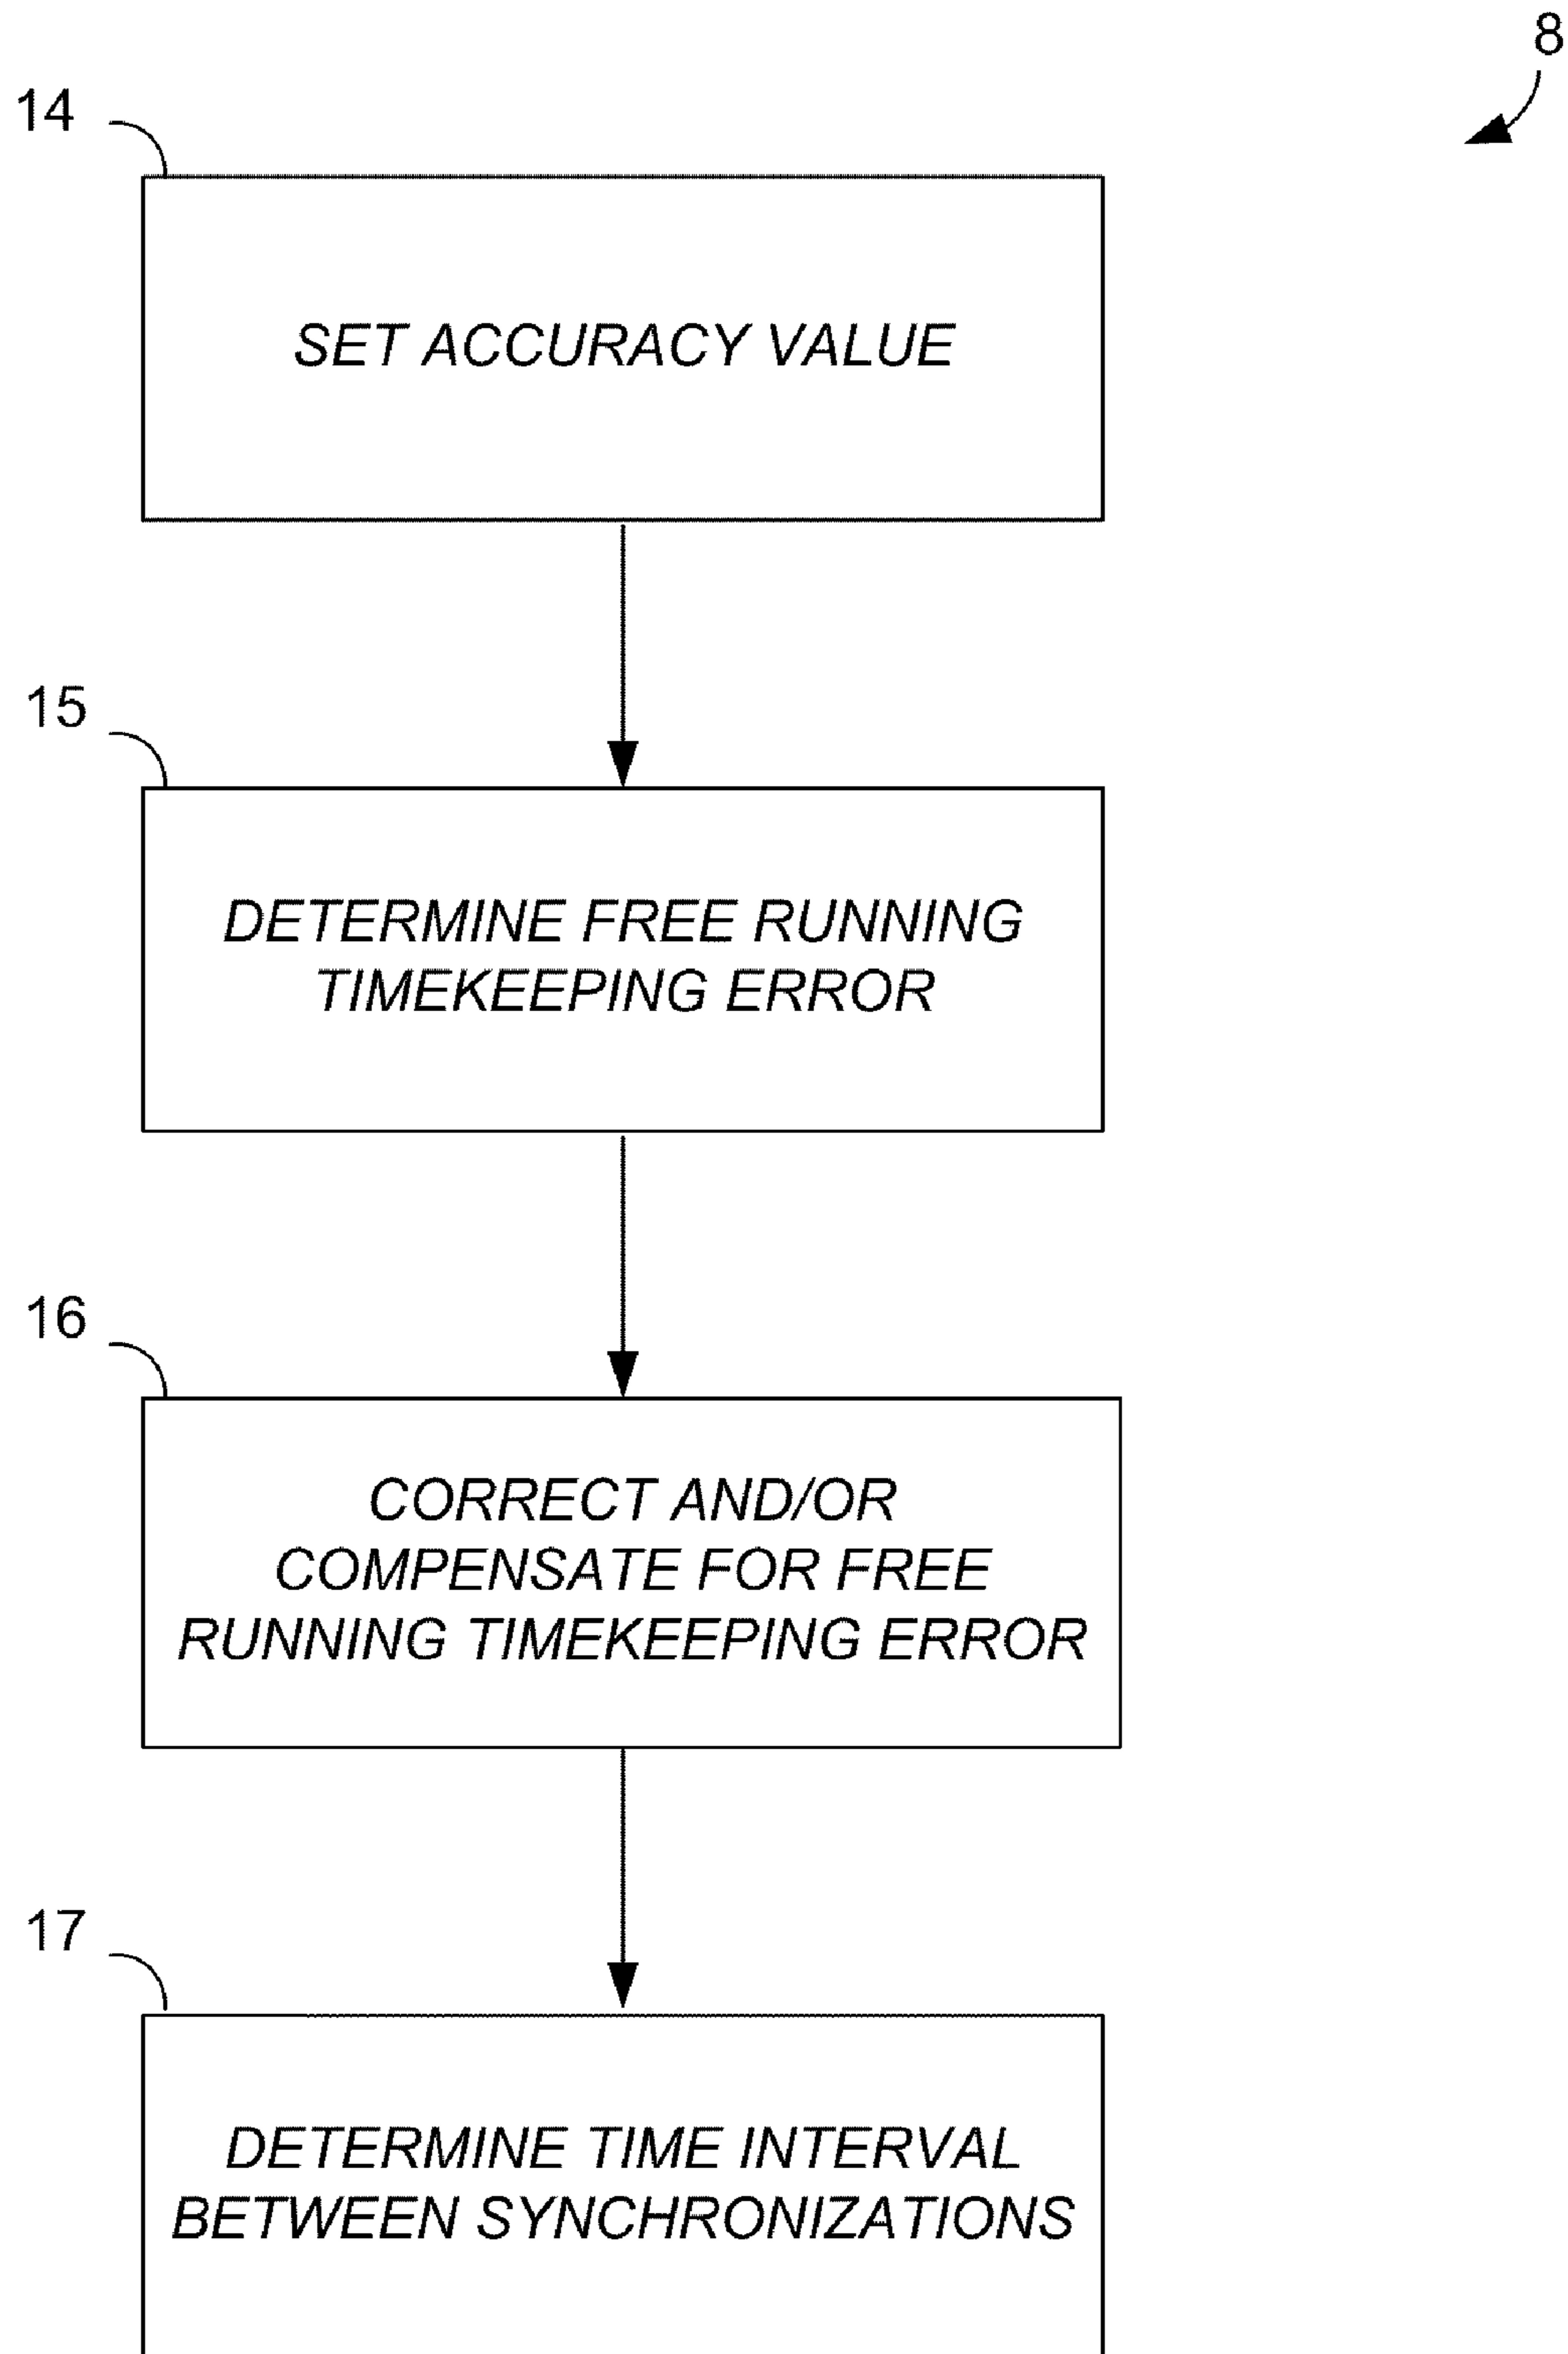 8
14
SET ACCURACY VALUE
15
DETERMINE FREE RUNNING
TIMEKEEPING ERROR
16
CORRECT AND/OR
COMPENSATE FOR FREE
RUNNING TIMEKEEPING ERROR
17
DETERMINE TIME INTERVAL
BETWEEN SYNCHRONIZATIONS